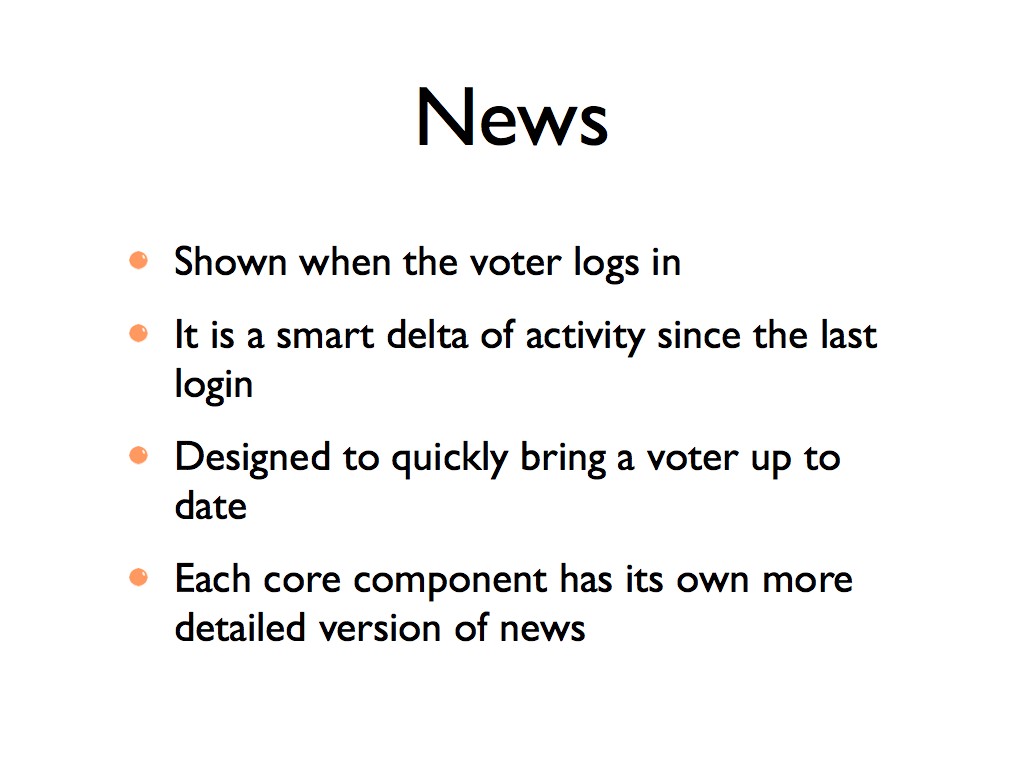 News
Shown when the voter logs in
It is a smart delta of activity since the last
login
Designed to quickly bring a voter up to
date
Each core component has its own more
detailed version of news